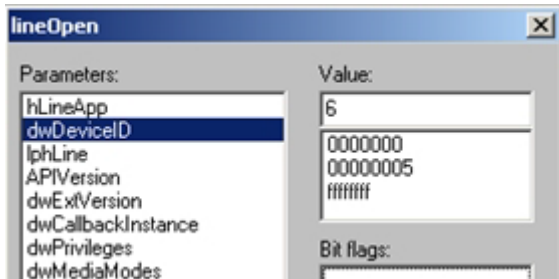 lineOpen
Parameters:
hLineApp
dwDeviceID
lphLine
APIVersion
dwExtVersion
dwCallbackInstance
dwPrivileges
dwMediaModes
Value:
6
0000000
00000005
ffffffff
Bit flags: